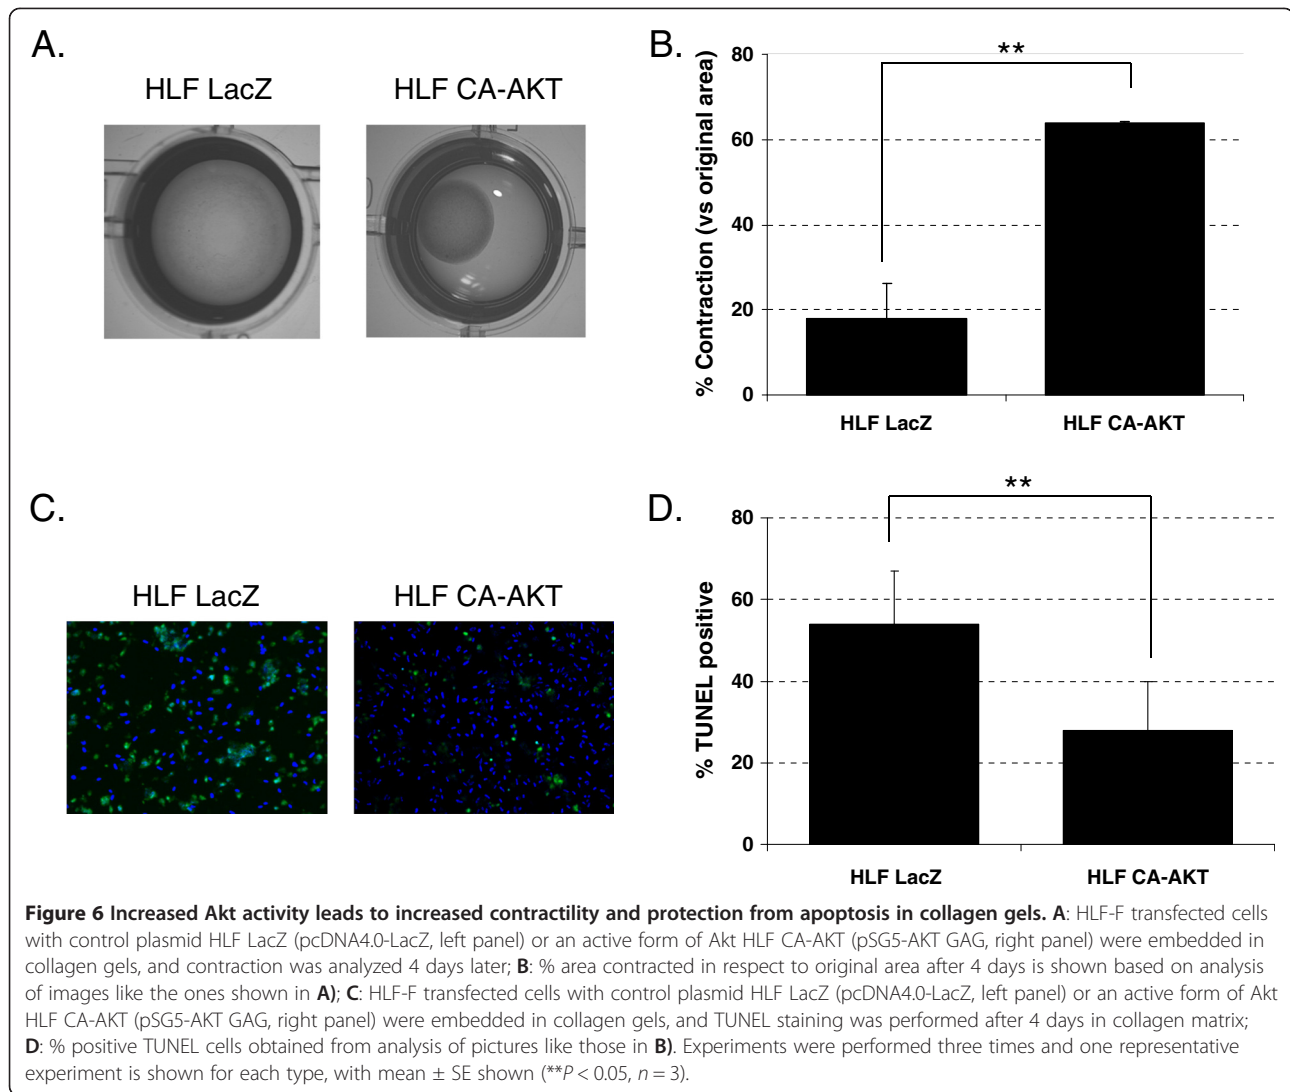 A.
HLF LacZ
HLF CA-AKT
B.
**
% Contraction (vs original area)
80
60
40
20
0
HLF LacZ
HLF CA-AKT
C.
HLF LacZ
HLF CA-AKT
D.
**
% TUNEL positive
80
60
40
20
0
HLF LacZ
HLF CA-AKT
Figure 6 Increased Akt activity leads to increased contractility and protection from apoptosis in collagen gels. A: HLF-F transfected cells
with control plasmid HLF LacZ (pcDNA4.0-LacZ, left panel) or an active form of Akt HLF CA-AKT (pSG5-AKT GAG, right panel) were embedded in
collagen gels, and contraction was analyzed 4 days later; B: % area contracted in respect to original area after 4 days is shown based on analysis
of images like the ones shown in A); C: HLF-F transfected cells with control plasmid HLF LacZ (pcDNA4.0-LacZ, left panel) or an active form of Akt
HLF CA-AKT (pSG5-AKT GAG, right panel) were embedded in collagen gels, and TUNEL staining was performed after 4 days in collagen matrix;
D: % positive TUNEL cells obtained from analysis of pictures like those in B). Experiments were performed three times and one representative
experiment is shown for each type, with mean ± SE shown (**P < 0.05, n = 3).